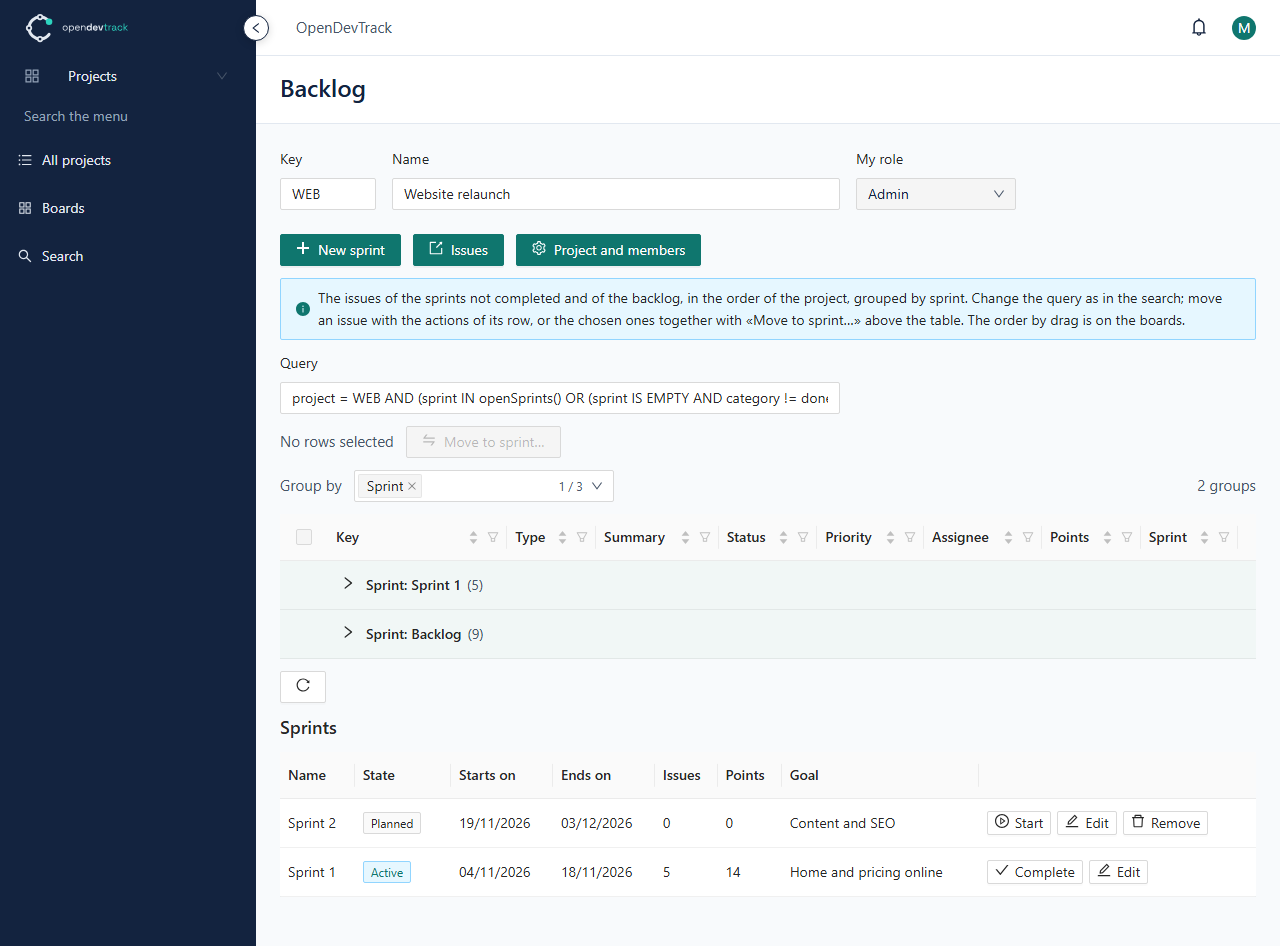 opendevtrack
OpenDevTrack
M
Projects
Search the menu
All projects
Boards
Search
Backlog
Key
Name
My role
WEB
Website relaunch
Admin
New sprint
Issues
Project and members
The issues of the sprints not completed and of the backlog, in the order of the project, grouped by sprint. Change the query as in the search; move
an issue with the actions of its row, or the chosen ones together with «Move to sprint...» above the table. The order by drag is on the boards.
Query
project = WEB AND (sprint IN openSprints() OR (sprint IS EMPTY AND category != done
No rows selected
Move to sprint...
Group by
Sprint
1 / 3
2 groups
Key Type Summary Status Priority Assignee Points Sprint
Sprint: Sprint 1 (5)
Sprint: Backlog (9)
Sprints
Name State Starts on Ends on Issues Points Goal
Sprint 2 Planned 19/11/2026 03/12/2026 0 0 Content and SEO Start Edit Remove
Sprint 1 Active 04/11/2026 18/11/2026 5 14 Home and pricing online Complete Edit